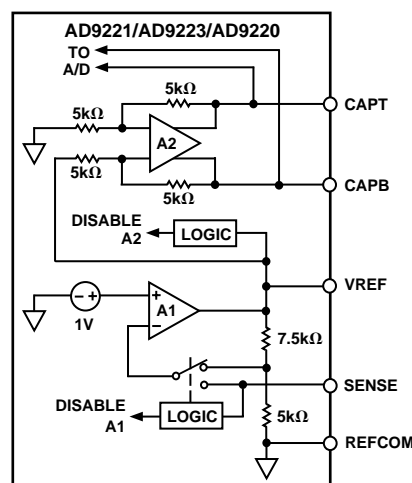 AD9221/AD9223/AD9220
TO
A/D
5kΩ
5kΩ
CAPT
A2
5kΩ
5kΩ
CAPB
DISABLE
A2
LOGIC
VREF
– +
1V
+
A1
–
7.5kΩ
SENSE
DISABLE
A1
LOGIC
5kΩ
REFCOM